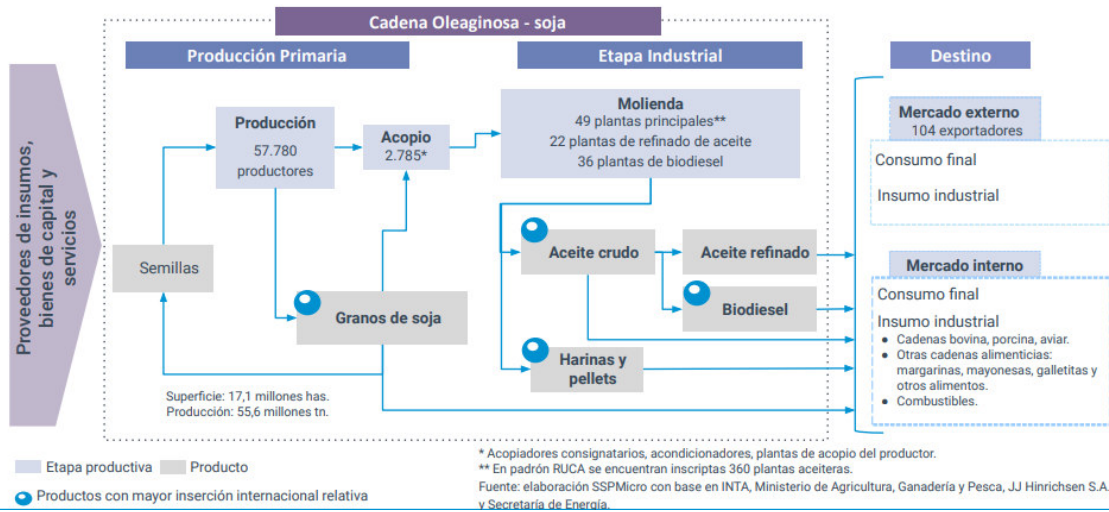 Cadena Oleaginosa - soja
Producción Primaria
Etapa Industrial
Destino
Proveedores de insumos,
bienes de capital y
servicios
Producción
57.780
productores
Acopio
2.785*
Semillas
Granos de soja
Superficie: 17,1 millones has.
Producción: 55,6 millones tn.
Molienda
49 plantas principales**
22 plantas de refinado de aceite
36 plantas de biodiesel
Aceite crudo
Aceite refinado
Biodiesel
Harinas y
pellets
Mercado externo
104 exportadores
Consumo final
Insumo industrial
Mercado interno
Consumo final
Insumo industrial
● Cadenas bovina, porcina, aviar.
● Otras cadenas alimenticias:
margarinas, mayonesas, galletitas y
otros alimentos.
● Combustibles.
Etapa productiva
Producto
Productos con mayor inserción internacional relativa
* Acopiadores consignatarios, acondicionadores, plantas de acopio del productor.
** En padrón RUCA se encuentran inscriptas 360 plantas aceiteras.
Fuente: elaboración SSPMicro con base en INTA, Ministerio de Agricultura, Ganadería y Pesca, JJ Hinrichsen S.A.
y Secretaría de Energía.